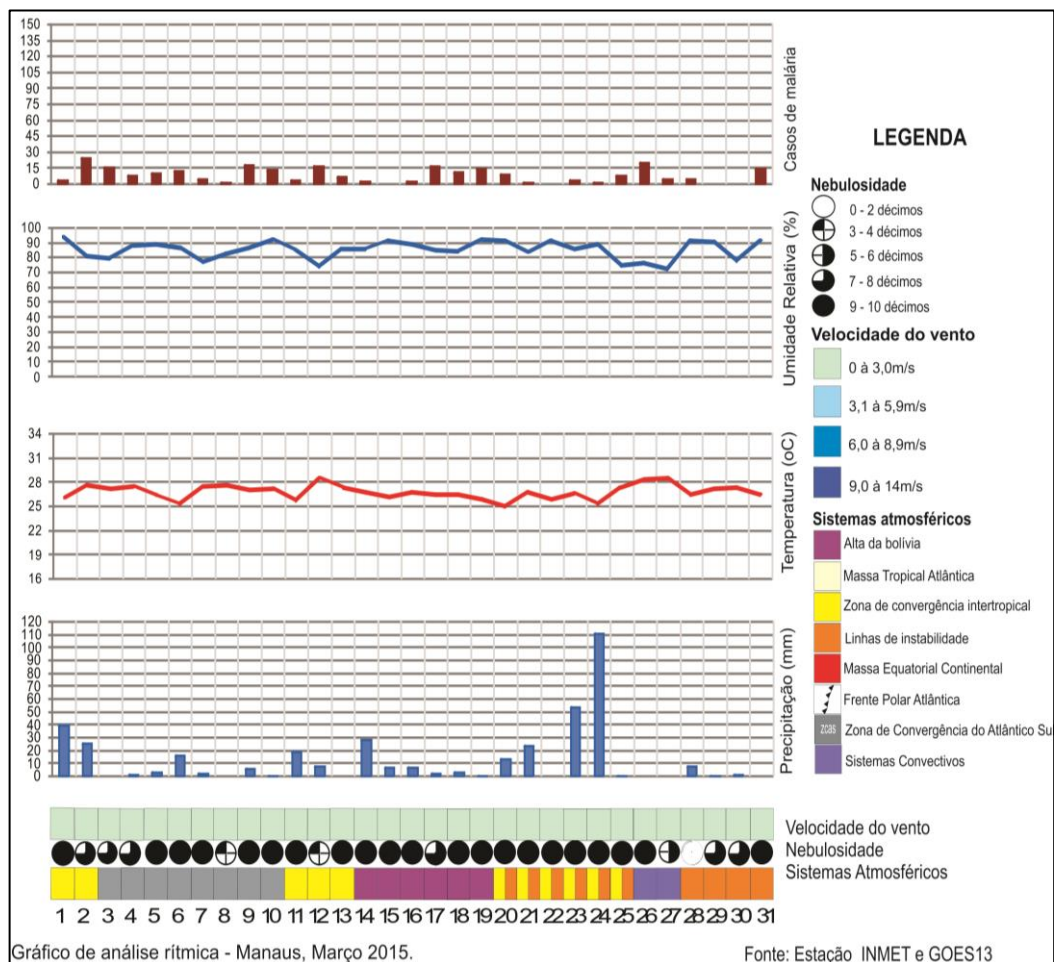 150
135
120
105
90
75
60
45
30
15
0
Casos de malária
100
90
80
70
60
50
40
30
20
10
0
Umidade Relativa (%)
34
31
28
25
22
19
16
Temperatura (oC)
120
110
100
90
80
70
60
50
40
30
20
10
0
Precipitação (mm)
Velocidade do vento
Nebulosidade
Sistemas Atmosféricos
1 2 3 4 5 6 7 8 9 10 11 12 13 14 15 16 17 18 19 20 21 22 23 24 25 26 27 28 29 30 31
LEGENDA
Nebulosidade
0 - 2 décimos
3 - 4 décimos
5 - 6 décimos
7 - 8 décimos
9 - 10 décimos
Velocidade do vento
0 à 3,0m/s
3,1 à 5,9m/s
6,0 à 8,9m/s
9,0 à 14m/s
Sistemas atmosféricos
Alta da bolívia
Massa Tropical Atlântica
Zona de convergência intertropical
Linhas de instabilidade
Massa Equatorial Continental
Frente Polar Atlântica
zcas Zona de Convergência do Atlântico Su
Sistemas Convectivos
Gráfico de análise rítmica - Manaus, Março 2015.
Fonte: Estação INMET e GOES13